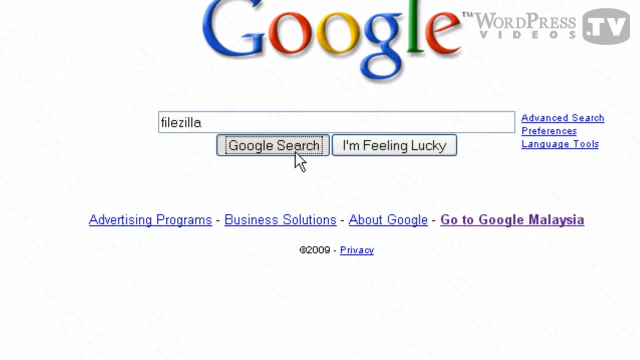 Google™
WORDPRESS
VIDEOS.TV
filezilla
Advanced Search
Preferences
Language Tools
Google Search
I'm Feeling Lucky
Advertising Programs - Business Solutions - About Google - Go to Google Malaysia
©2009 - Privacy